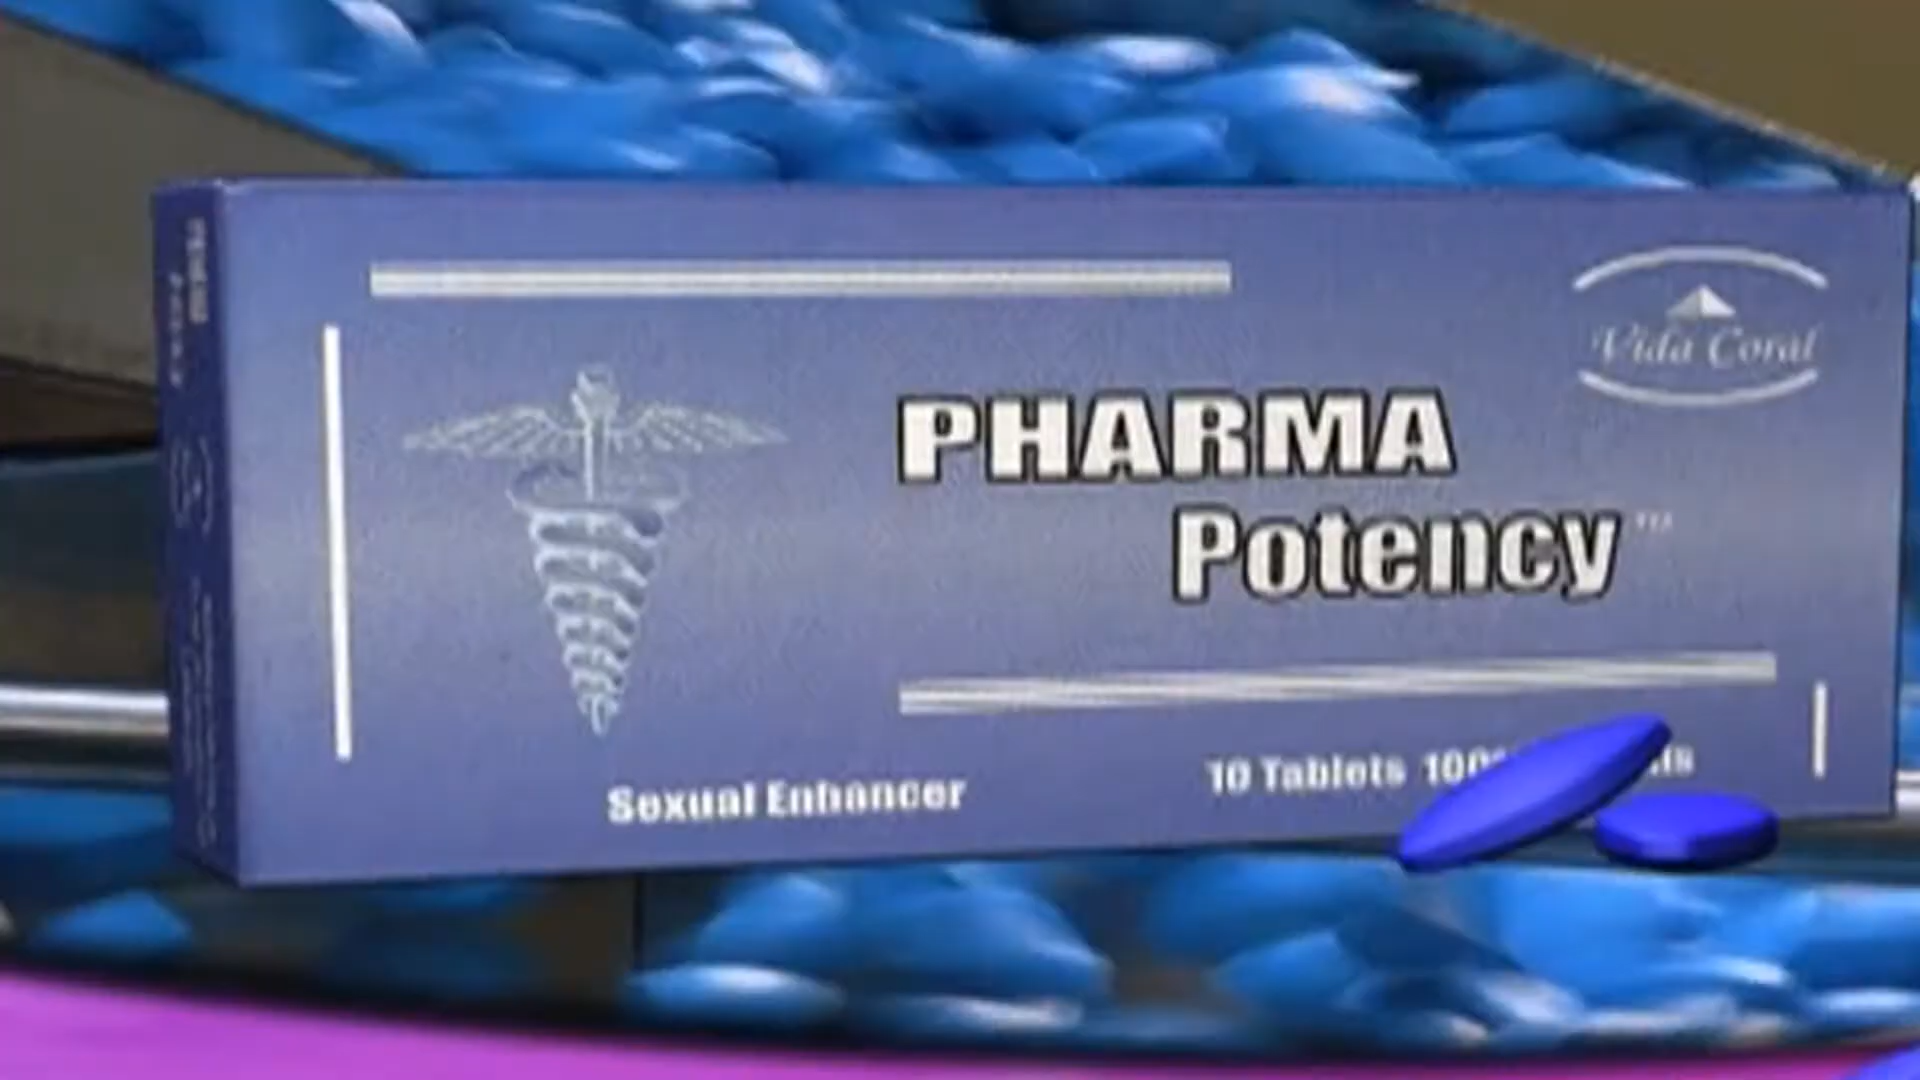 Vida Coral
PHARMA
Potency™
Sexual Enhancer
10 Tablets